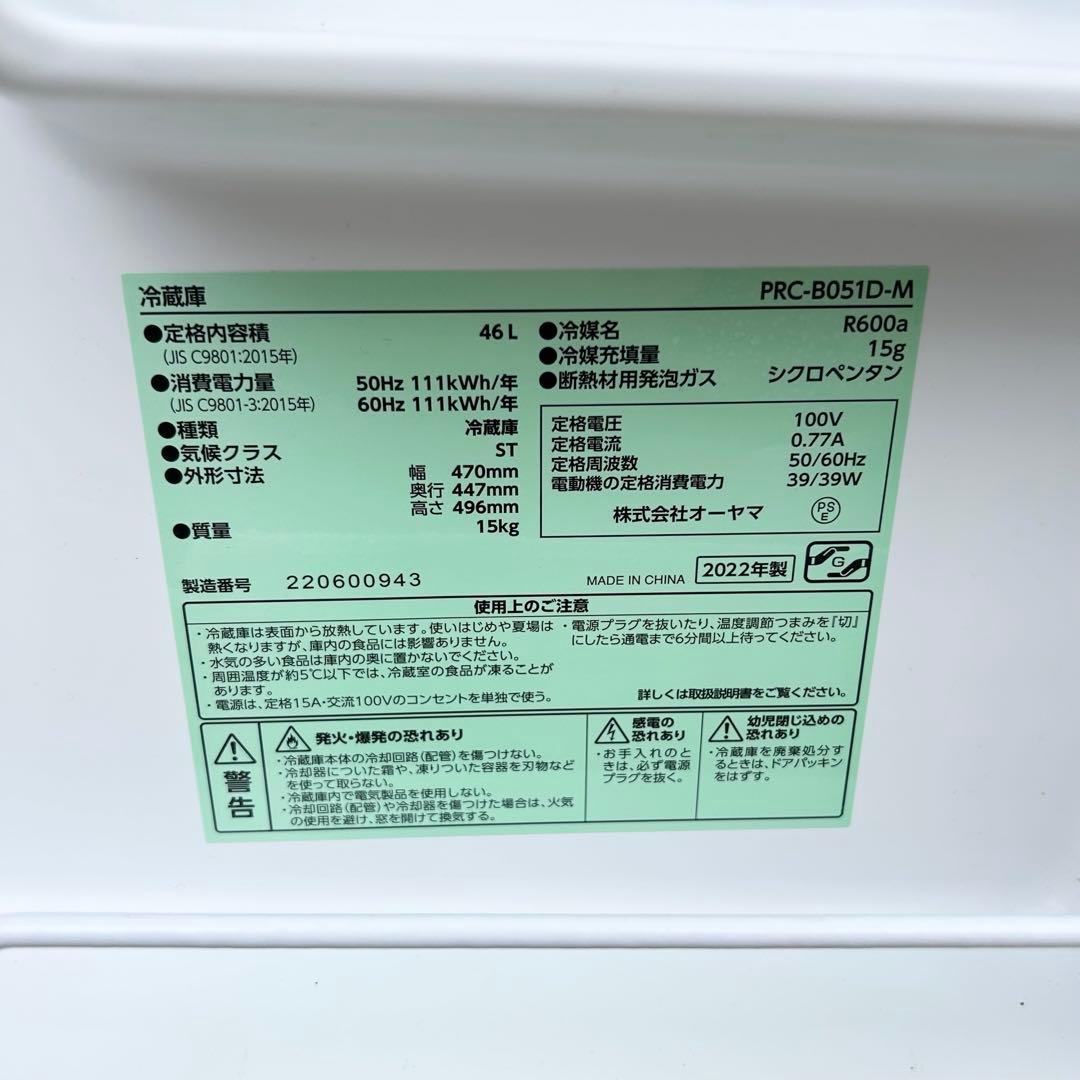 冷蔵庫 PRC-B051D-M
●定格内容積 46L
(JIS C9801:2015年)
●消費電力量 50Hz 111kWh/年
(JIS C9801-3:2015年) 60Hz 111kWh/年
●種類 冷蔵庫
●気候クラス ST
●外形寸法 幅 470mm
奥行 447mm
高さ 496mm
●質量 15kg
●冷媒名 R600a
●冷媒充填量 15g
●断熱材用発泡ガス シクロペンタン
定格電圧 100V
定格電流 0.77A
定格周波数 50/60Hz
電動機の定格消費電力 39/39W
株式会社オーヤマ PS E
製造番号 220600943
MADE IN CHINA 2022年製 G
使用上のご注意
・冷蔵庫は表面から放熱しています。使いはじめや夏場は
熱くなりますが、庫内の食品には影響ありません。
・水気の多い食品は庫内の奥に置かないでください。
・周囲温度が約5℃以下では、冷蔵室の食品が凍ることが
あります。
・電源は、定格15A・交流100Vのコンセントを単独で使う。
・電源プラグを抜いたり、温度調節つまみを『切』
にしたら通電まで6分間以上待ってください。
詳しくは取扱説明書をご覧ください。
警告
発火・爆発の恐れあり
・冷蔵庫本体の冷却回路(配管)を傷つけない。
・冷却器についた霜や、凍りついた容器を刃物など
を使って取らない。
・冷蔵庫内で電気製品を使用しない。
・冷却回路(配管)や冷却器を傷つけた場合は、火気
の使用を避け、窓を開けて換気する。
感電の
恐れあり
・お手入れのと
きは、必ず電源
プラグを抜く。
幼児閉じ込めの
恐れあり
・冷蔵庫を廃棄処分す
るときは、ドアパッキン
をはずす。